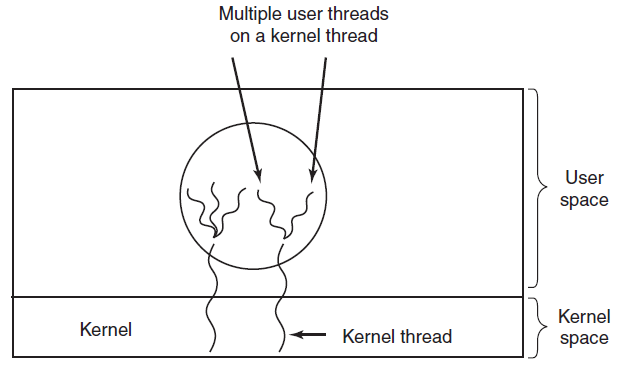 Multiple user threads
on a kernel thread
User
space
Kernel
Kernel thread
Kernel
space